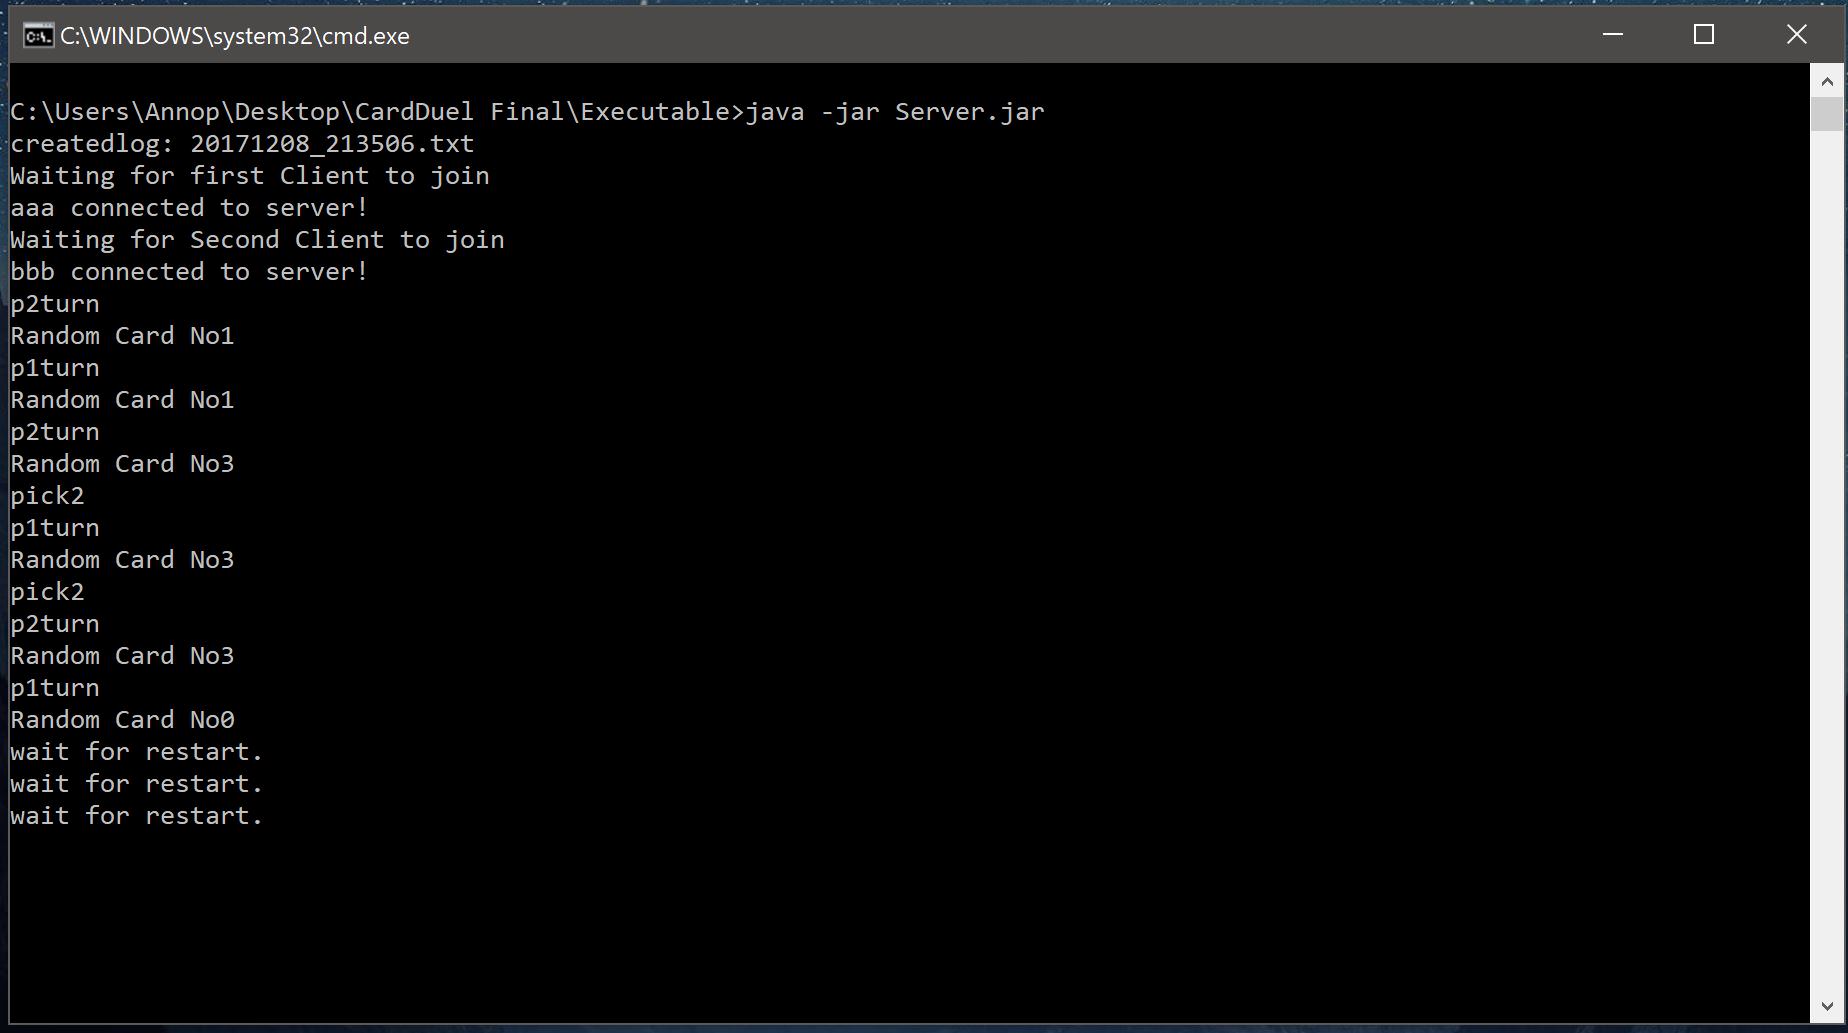 C:\WINDOWS\system32\cmd.exe
C:\Users\Annop\Desktop\CardDuel Final\Executable>java -jar Server.jar
createdlog: 20171208_213506.txt
Waiting for first Client to join
aaa connected to server!
Waiting for Second Client to join
bbb connected to server!
p2turn
Random Card No1
p1turn
Random Card No1
p2turn
Random Card No3
pick2
p1turn
Random Card No3
pick2
p2turn
Random Card No3
p1turn
Random Card No0
wait for restart.
wait for restart.
wait for restart.